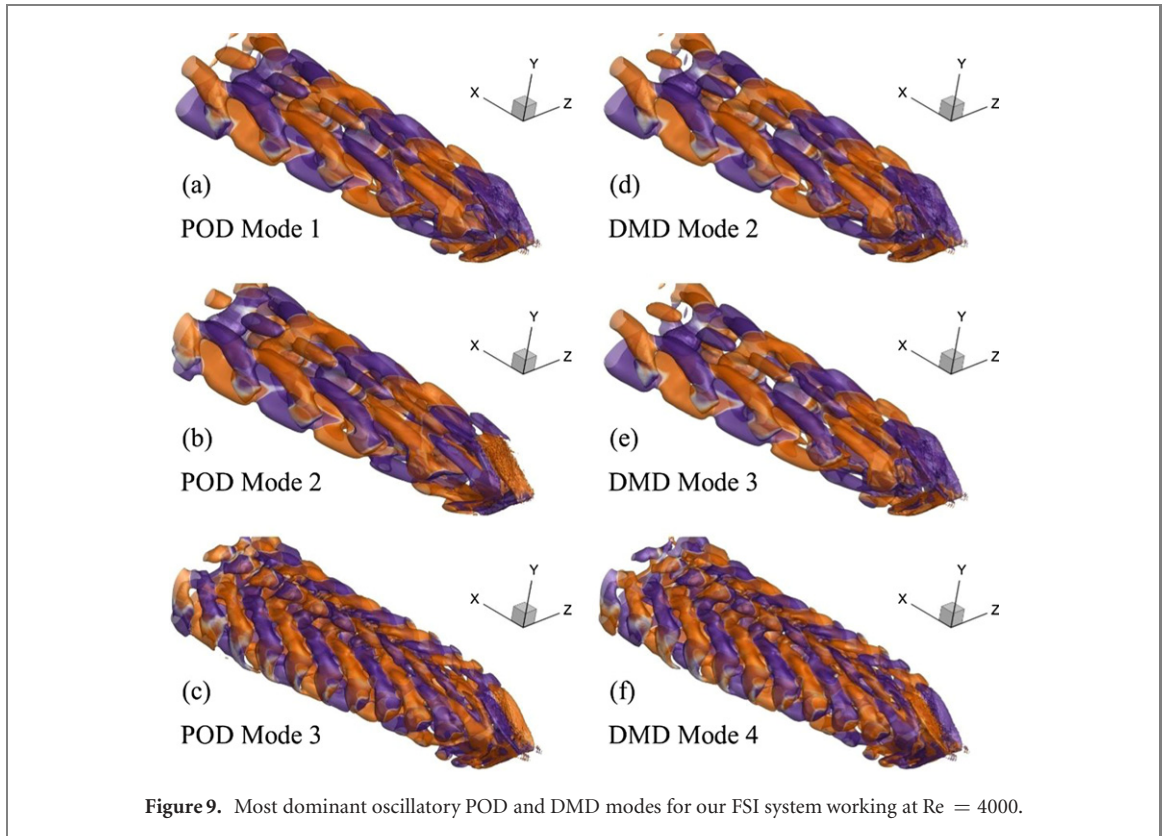 X Y Z
(a)
POD Mode 1
X Y Z
(d)
DMD Mode 2
X Y Z
(b)
POD Mode 2
X Y Z
(e)
DMD Mode 3
X Y Z
(c)
POD Mode 3
X Y Z
(f)
DMD Mode 4
Figure 9. Most dominant oscillatory POD and DMD modes for our FSI system working at Re = 4000.